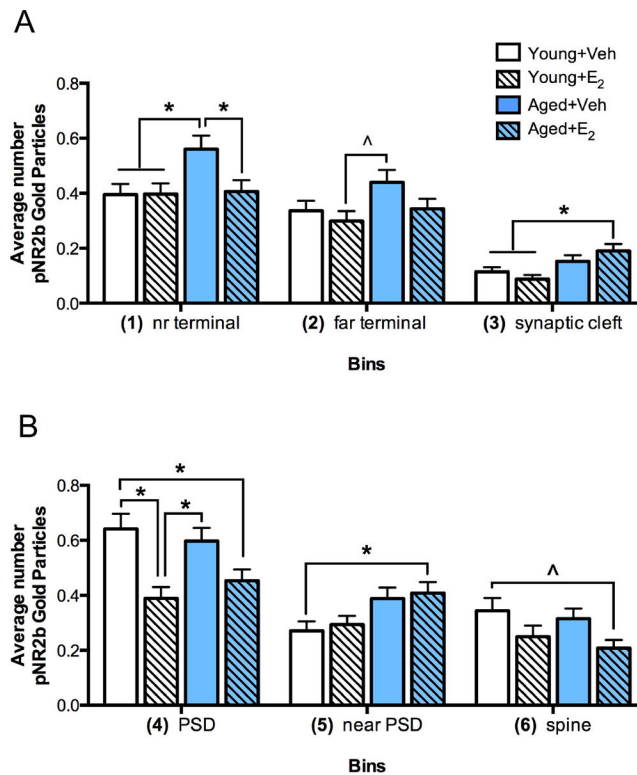 A
Young+Veh
Young+E₂
Aged+Veh
Aged+E₂
Average number
pNR2b Gold Particles
0.8
0.6
0.4
0.2
0.0
* *
^
*
(1) nr terminal (2) far terminal (3) synaptic cleft
Bins
B
Average number
pNR2b Gold Particles
0.8
0.6
0.4
0.2
0.0
*
* *
*
^
(4) PSD (5) near PSD (6) spine
Bins